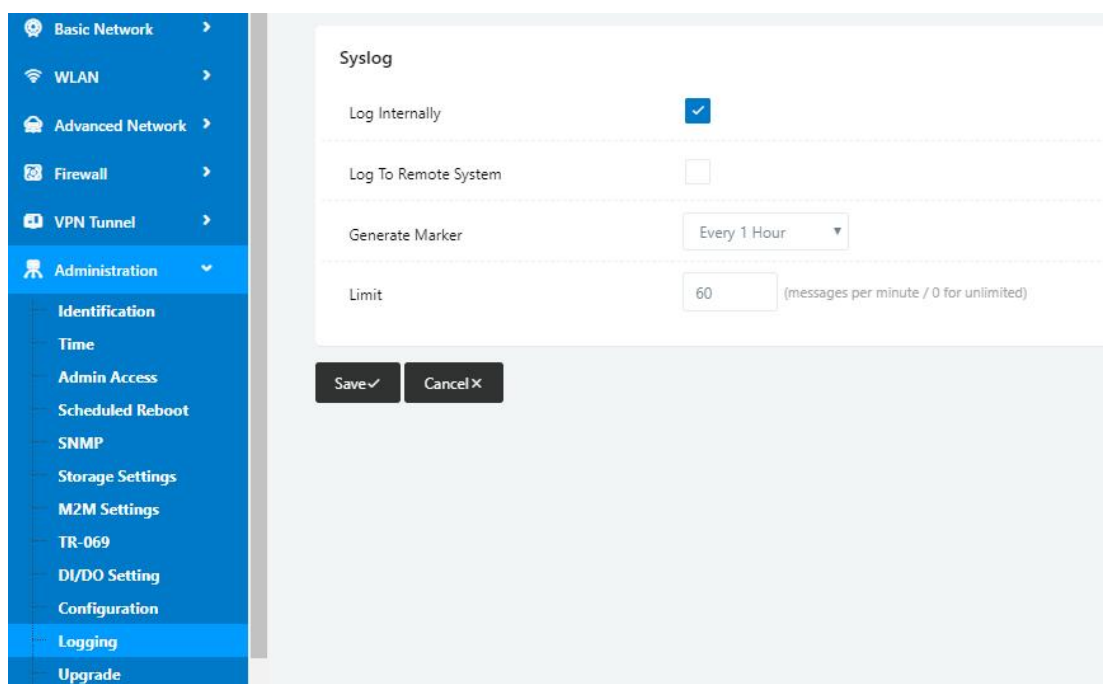 Basic Network
WLAN
Advanced Network
Firewall
VPN Tunnel
Administration
Identification
Time
Admin Access
Scheduled Reboot
SNMP
Storage Settings
M2M Settings
TR-069
DI/DO Setting
Configuration
Logging
Upgrade
Syslog
Log Internally
Log To Remote System
Generate Marker Every 1 Hour
Limit 60 (messages per minute / 0 for unlimited)
Save Cancel